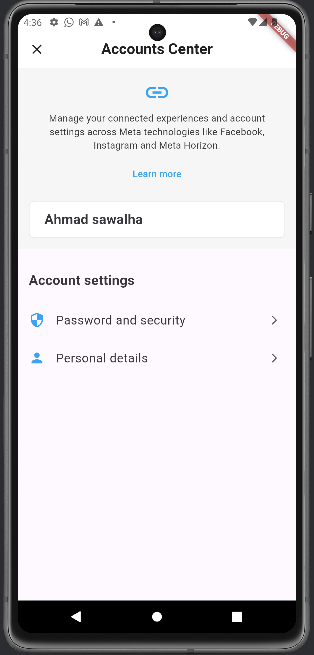 4:36
DEBUG
Accounts Center
Manage your connected experiences and account
settings across Meta technologies like Facebook,
Instagram and Meta Horizon.
Learn more
Ahmad sawalha
Account settings
Password and security
Personal details